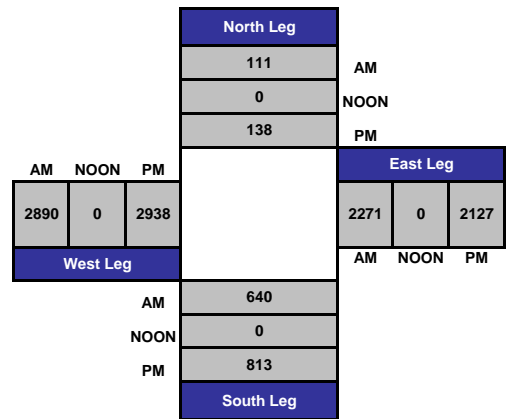 North Leg
111
AM
0
NOON
138
PM
AM NOON PM
East Leg
2890 0 2938
2271 0 2127
West Leg
AM NOON PM
AM
640
NOON
0
PM
813
South Leg